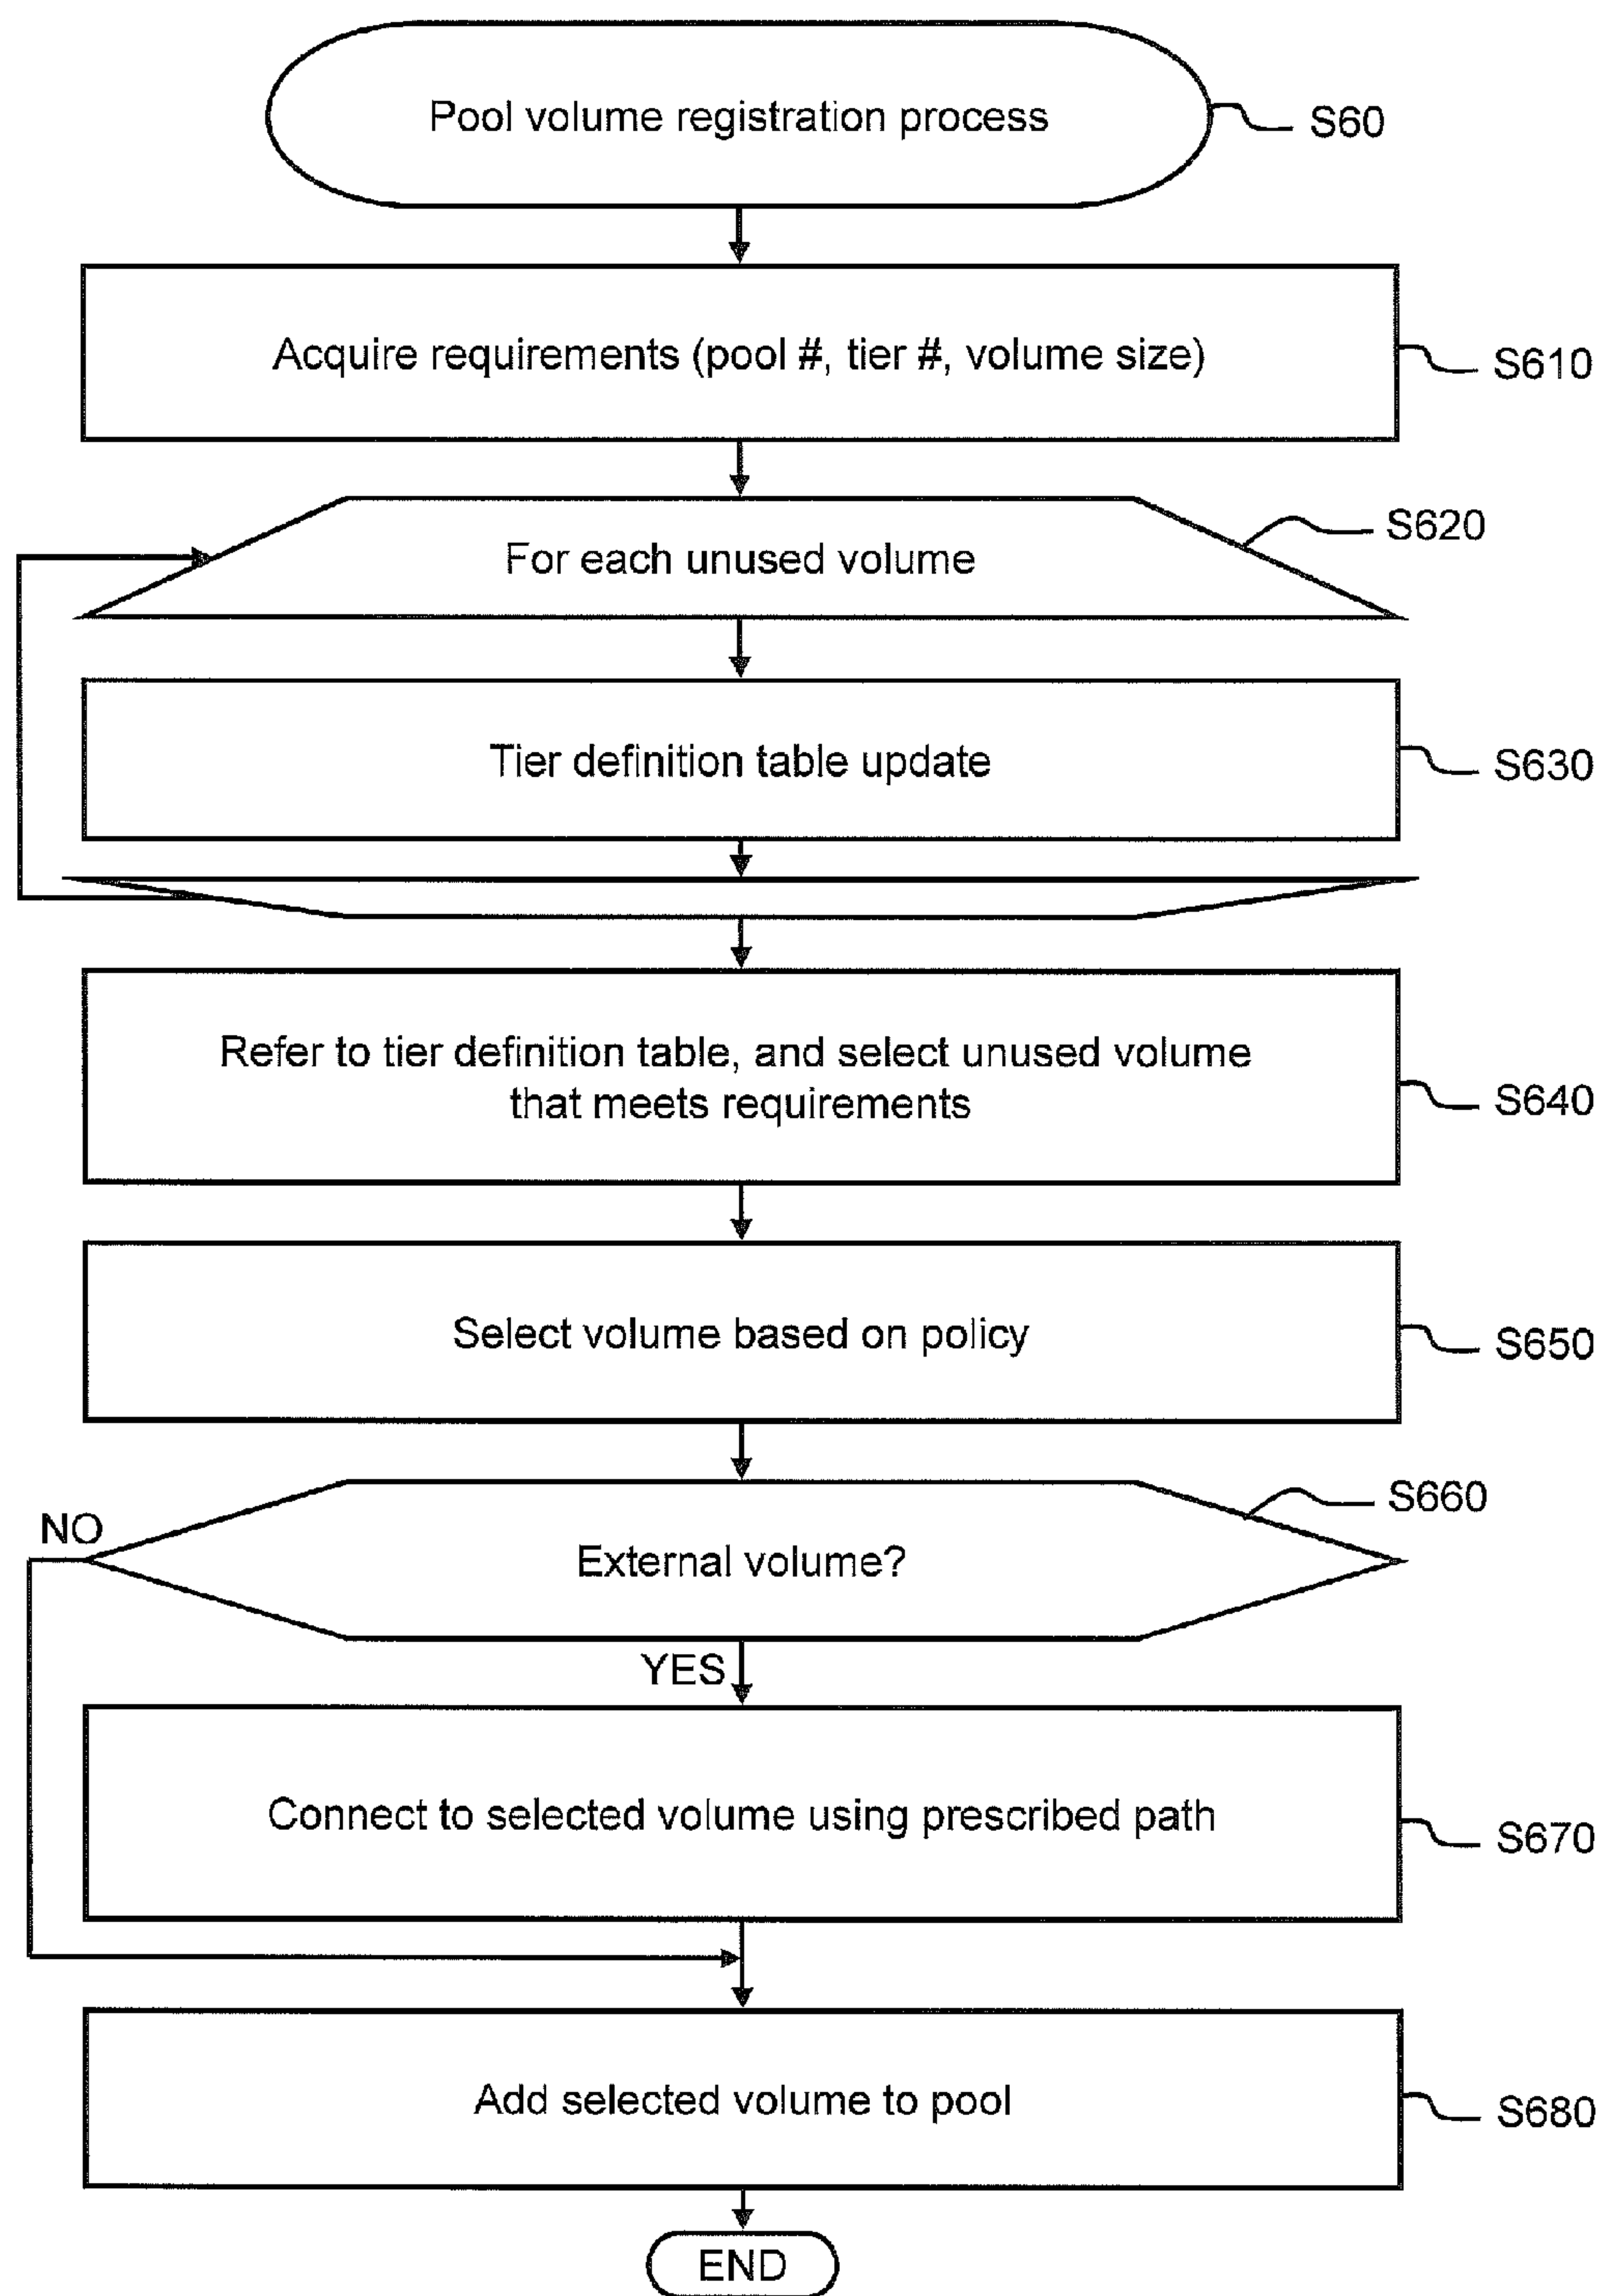 Pool volume registration process
S60
Acquire requirements (pool #, tier #, volume size)
S610
For each unused volume
S620
Tier definition table update
S630
Refer to tier definition table, and select unused volume
that meets requirements
S640
Select volume based on policy
S650
External volume?
S660
NO
YES
Connect to selected volume using prescribed path
S670
Add selected volume to pool
S680
END